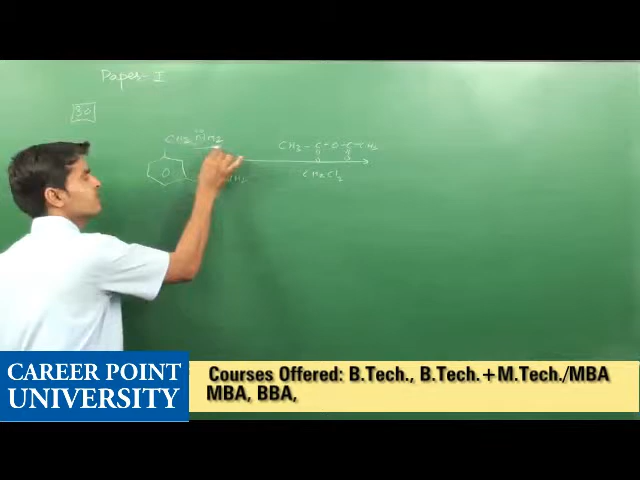 Paper-I
30
CH2 NH2
CH3-C-O-C-CH3
O O
O
CH2Cl2
CAREER POINT
UNIVERSITY
Courses Offered: B.Tech., B.Tech.+M.Tech./MBA
MBA, BBA,